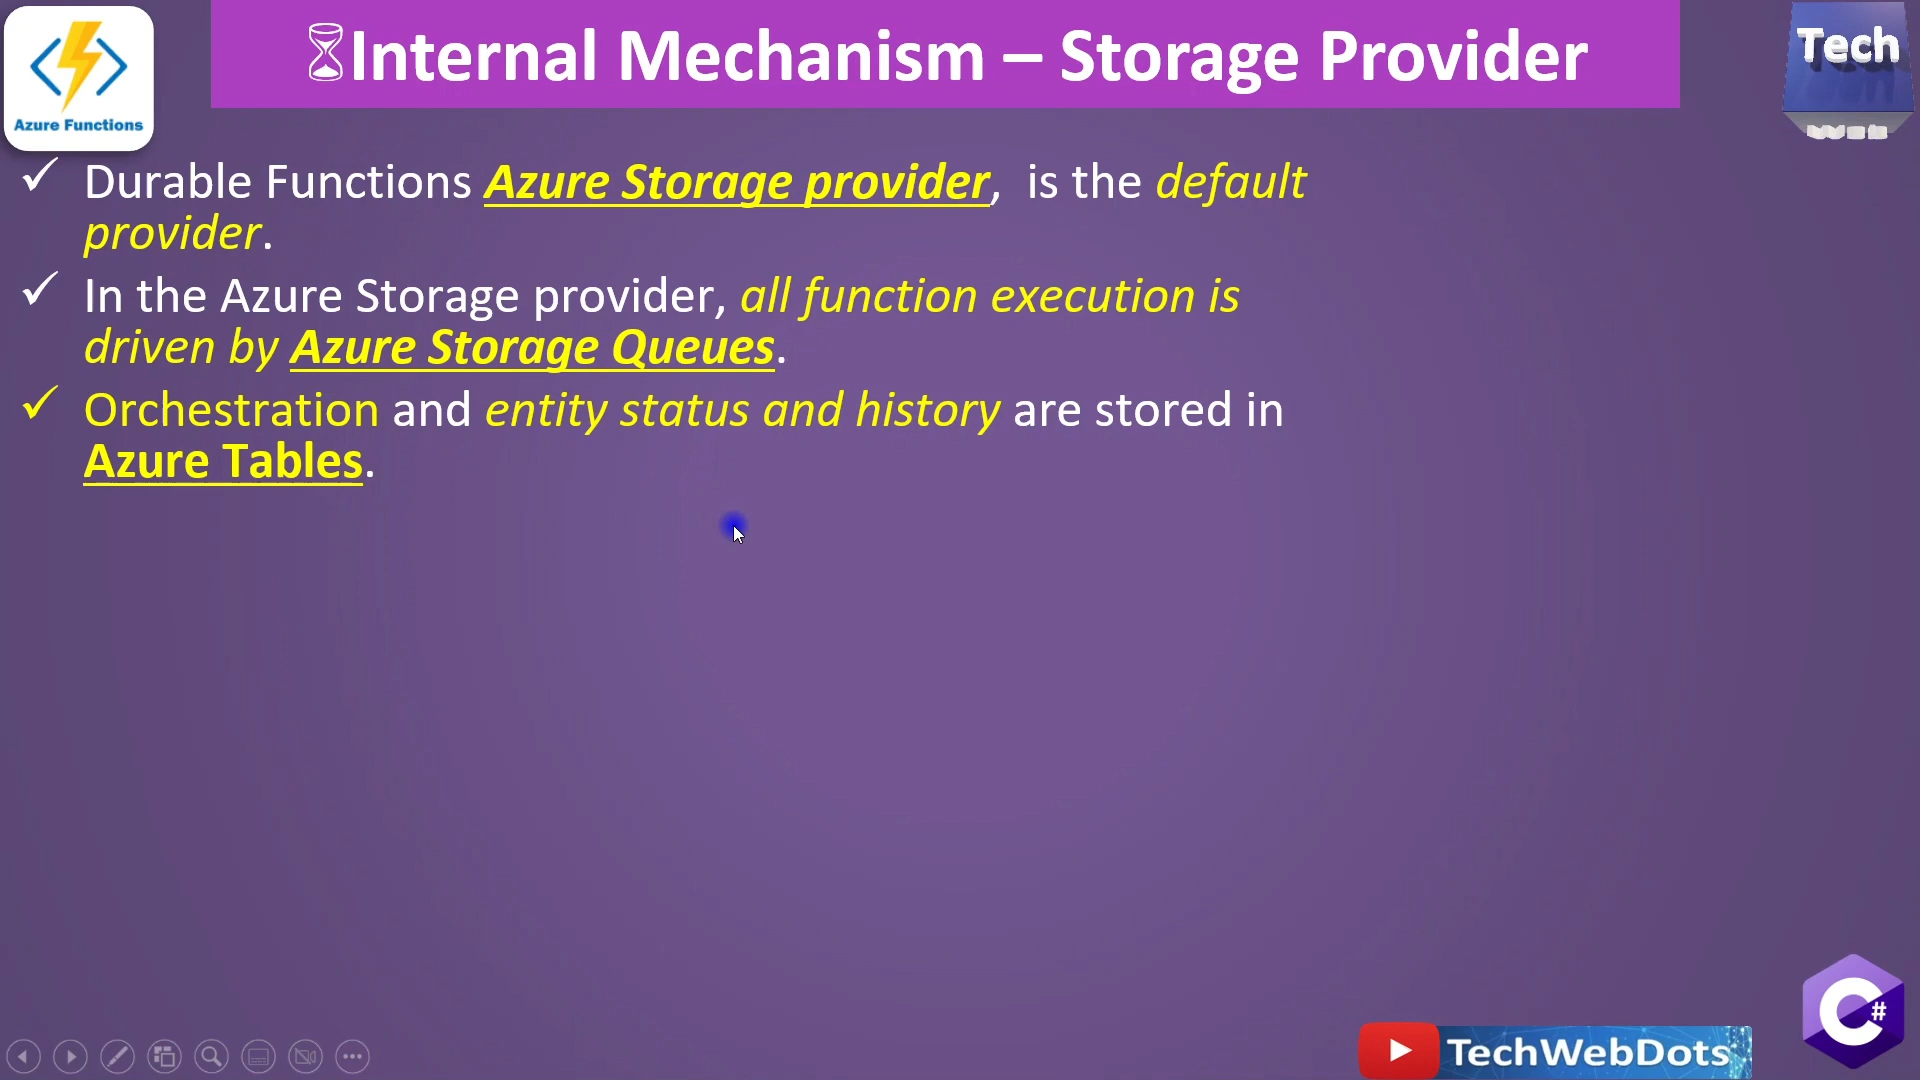 ⏳Internal Mechanism – Storage Provider
Azure Functions
Tech
✓ Durable Functions Azure Storage provider, is the default
provider.
✓ In the Azure Storage provider, all function execution is
driven by Azure Storage Queues.
✓ Orchestration and entity status and history are stored in
Azure Tables.
TechWebDots
C#